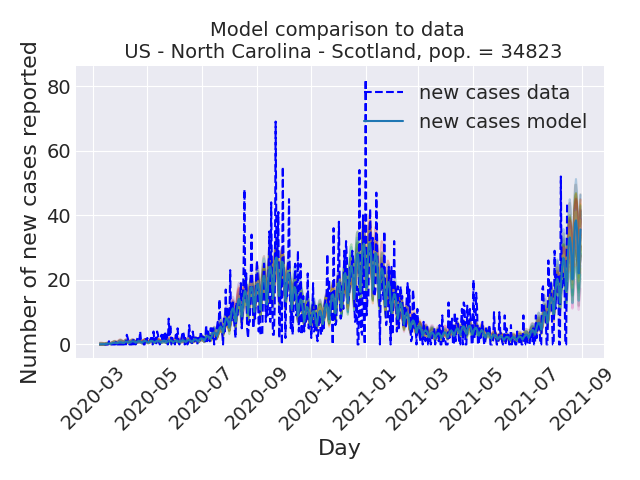 Model comparison to data
US - North Carolina - Scotland, pop. = 34823
Number of new cases reported
80
60
40
20
0
new cases data
new cases model
2020-03
2020-05
2020-07
2020-09
2020-11
2021-01
2021-03
2021-05
2021-07
2021-09
Day